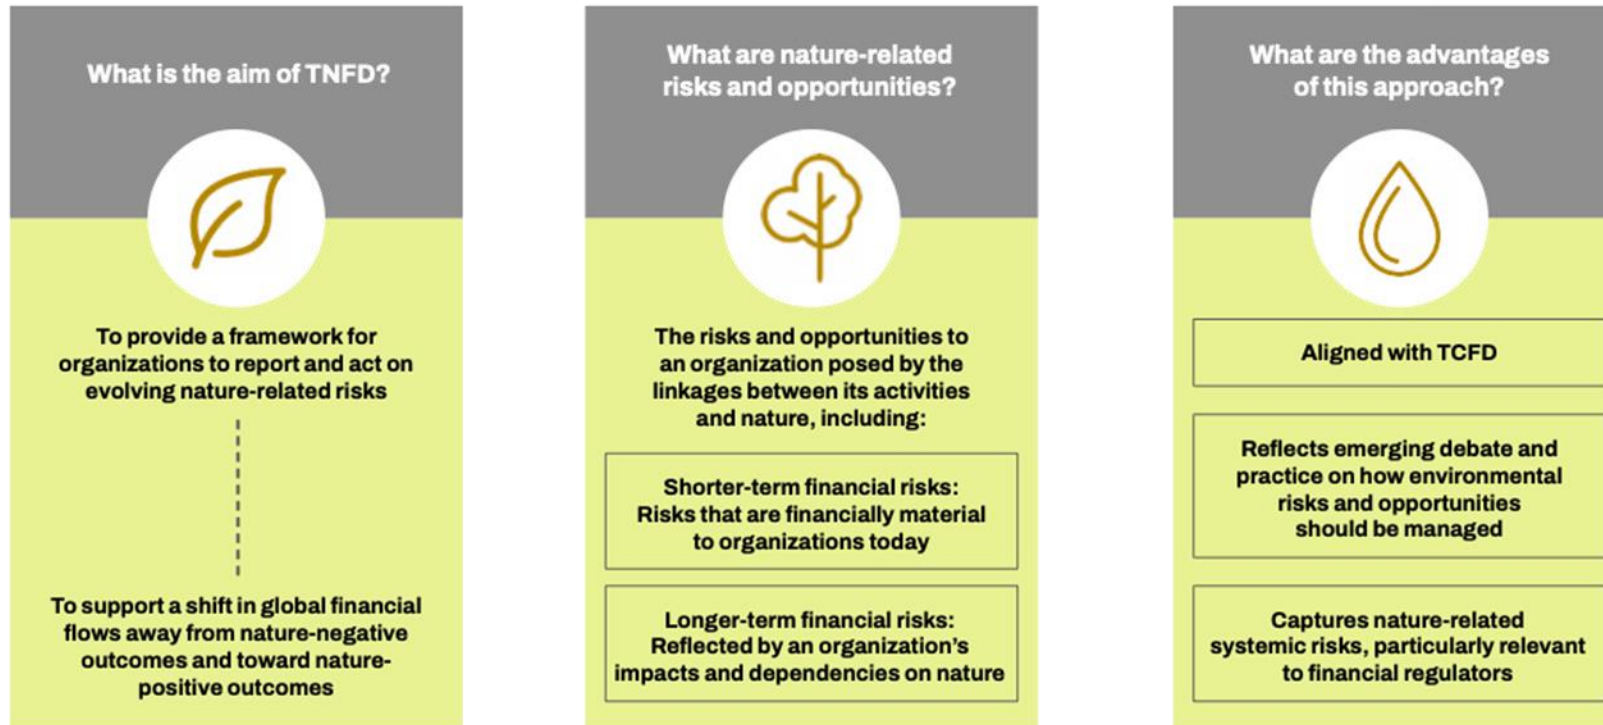 What is the aim of TNFD?
To provide a framework for
organizations to report and act on
evolving nature-related risks
To support a shift in global financial
flows away from nature-negative
outcomes and toward nature-
positive outcomes
What are nature-related
risks and opportunities?
The risks and opportunities to
an organization posed by the
linkages between its activities
and nature, including:
Shorter-term financial risks:
Risks that are financially material
to organizations today
Longer-term financial risks:
Reflected by an organization’s
impacts and dependencies on nature
What are the advantages
of this approach?
Aligned with TCFD
Reflects emerging debate and
practice on how environmental
risks and opportunities
should be managed
Captures nature-related
systemic risks, particularly relevant
to financial regulators